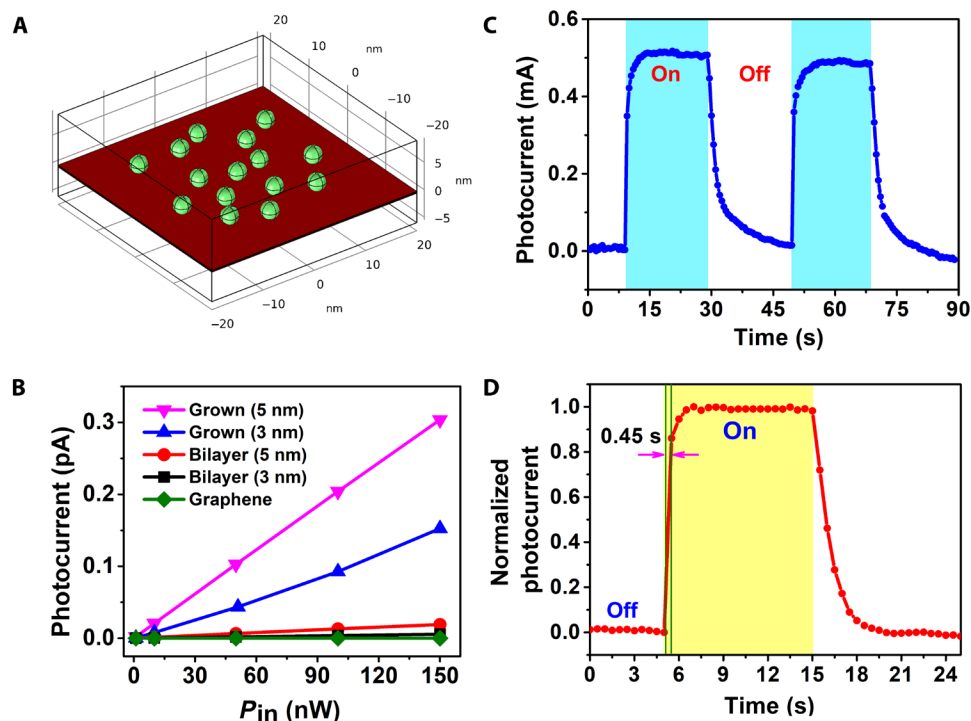 A
20
10
nm
0
−10
−20
5
0
nm
−5
20
10
0
nm
−10
−20
B
Photocurrent (pA)
0.3
0.2
0.1
0.0
Grown (5 nm)
Grown (3 nm)
Bilayer (5 nm)
Bilayer (3 nm)
Graphene
0 30 60 90 120 150
Pin (nW)
C
Photocurrent (mA)
0.6
0.4
0.2
0.0
On
Off
On
0 15 30 45 60 75 90
Time (s)
D
Normalized
photocurrent
1.0
0.8
0.6
0.4
0.2
0.0
0.45 s
On
Off
0 3 6 9 12 15 18 21 24
Time (s)